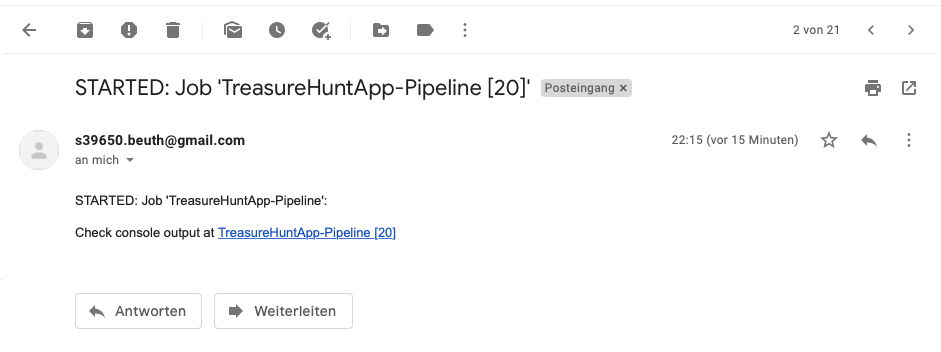 2 von 21
STARTED: Job 'TreasureHuntApp-Pipeline [20]' Posteingang ×
s39650.beuth@gmail.com 22:15 (vor 15 Minuten)
an mich
STARTED: Job 'TreasureHuntApp-Pipeline':
Check console output at TreasureHuntApp-Pipeline [20]
Antworten Weiterleiten